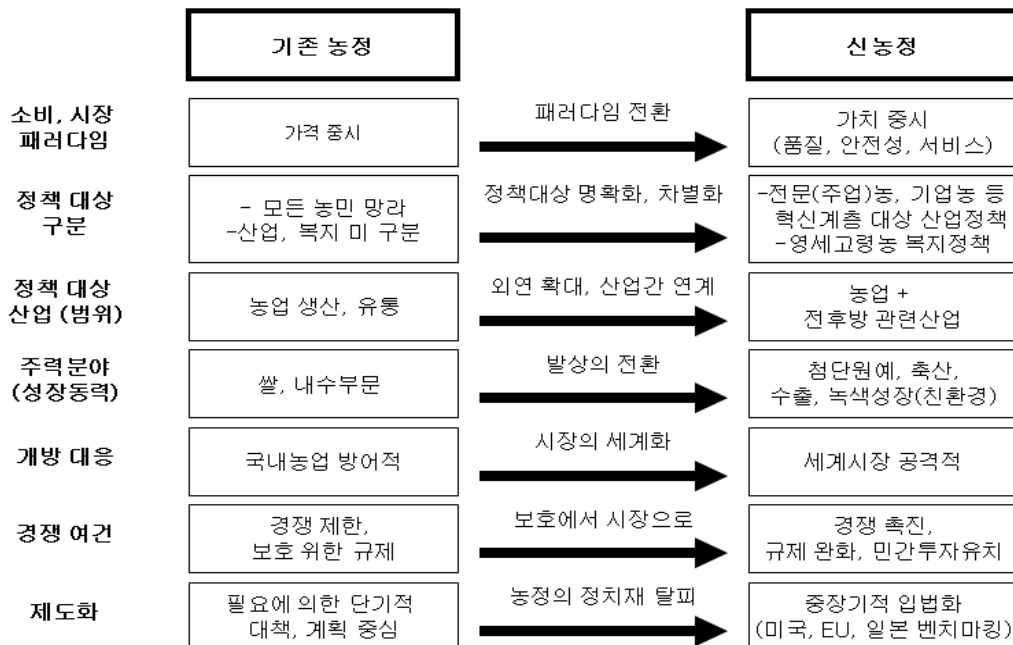 기존 농정
신농정
소비, 시장
패러다임
가격 중시
패러다임 전환
가치 중시
(품질, 안전성, 서비스)
정책 대상
구분
- 모든 농민 망라
-산업, 복지 미 구분
정책대상 명확화, 차별화
-전문(주업)농, 기업농 등
혁신계층 대상 산업정책
-영세고령농 복지정책
정책 대상
산업 (범위)
농업 생산, 유통
외연 확대, 산업간 연계
농업 +
전후방 관련산업
주력분야
(성장동력)
쌀, 내수부문
발상의 전환
첨단원예, 축산,
수출, 녹색성장(친환경)
개방 대응
국내농업 방어적
시장의 세계화
세계시장 공격적
경쟁 여건
경쟁 제한,
보호 위한 규제
보호에서 시장으로
경쟁 촉진,
규제 완화, 민간투자유치
제도화
필요에 의한 단기적
대책, 계획 중심
농정의 정치재 탈피
중장기적 입법화
(미국, EU, 일본 벤치마킹)